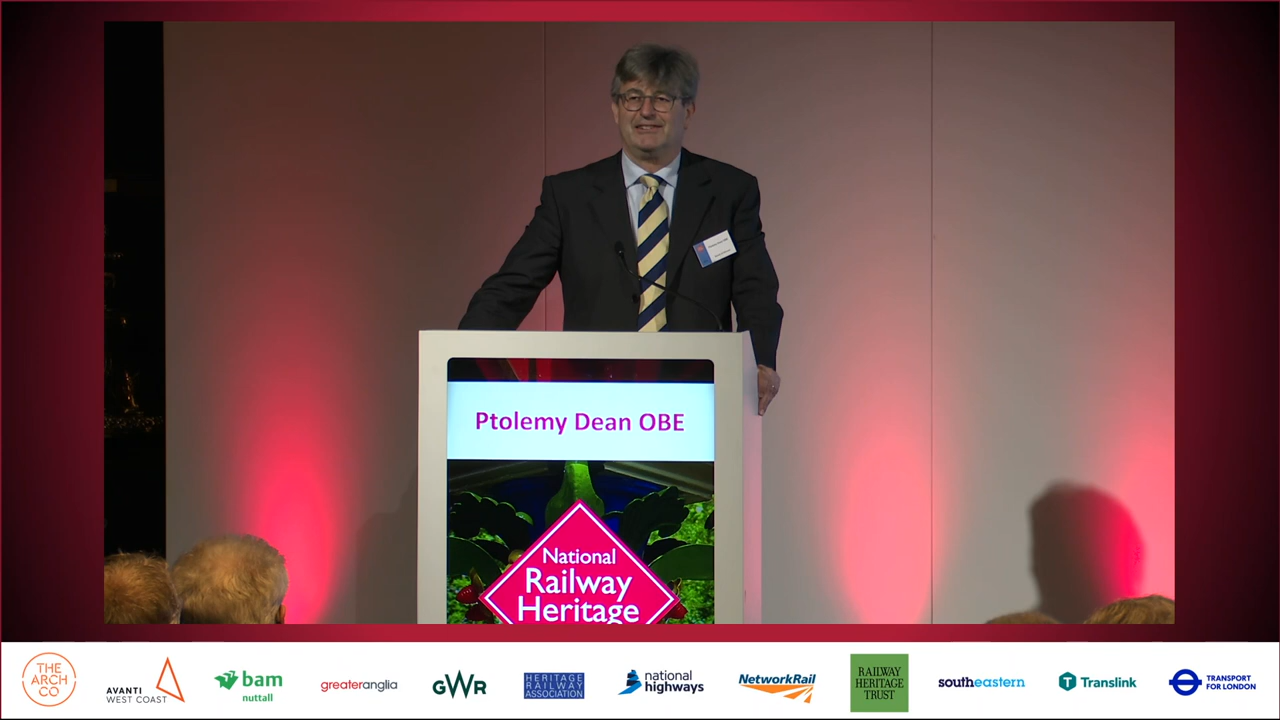 Ptolemy Dean OBE
National
Railway
Heritage
THE
ARCH
CO
AVANTI
WEST COAST
bam
nuttall
greateranglia
GWR
HERITAGE
RAILWAY
ASSOCIATION
national
highways
NetworkRail
RAILWAY
HERITAGE
TRUST
southeastern
Translink
TRANSPORT
FOR LONDON